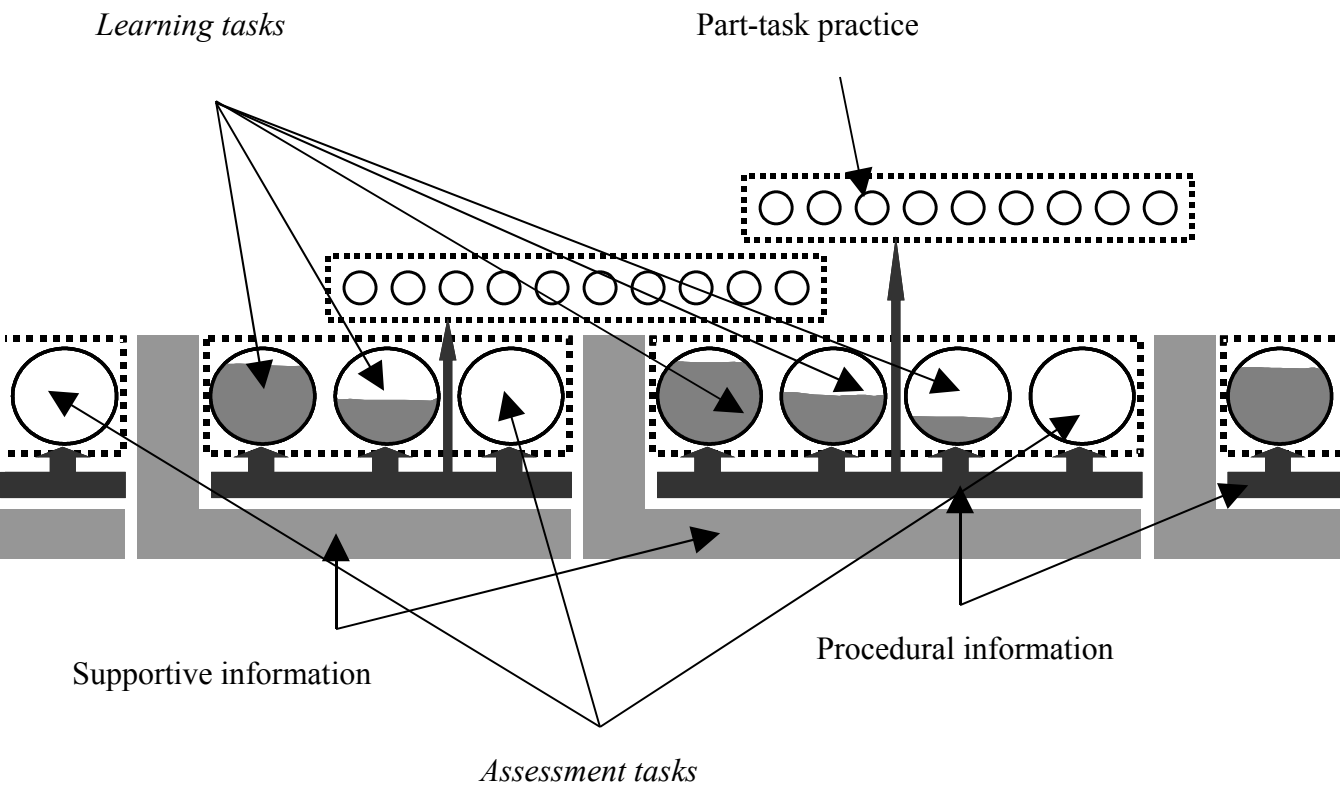 Learning tasks
Part-task practice
Procedural information
Supportive information
Assessment tasks